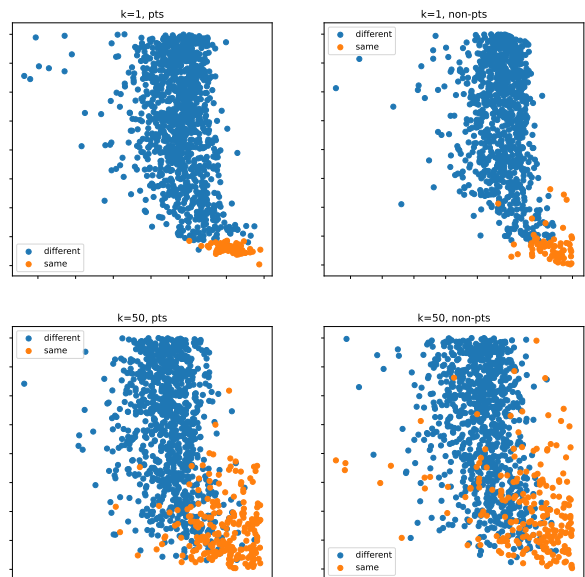 k=1, pts
different
same
k=1, non-pts
different
same
k=50, pts
different
same
k=50, non-pts
different
same